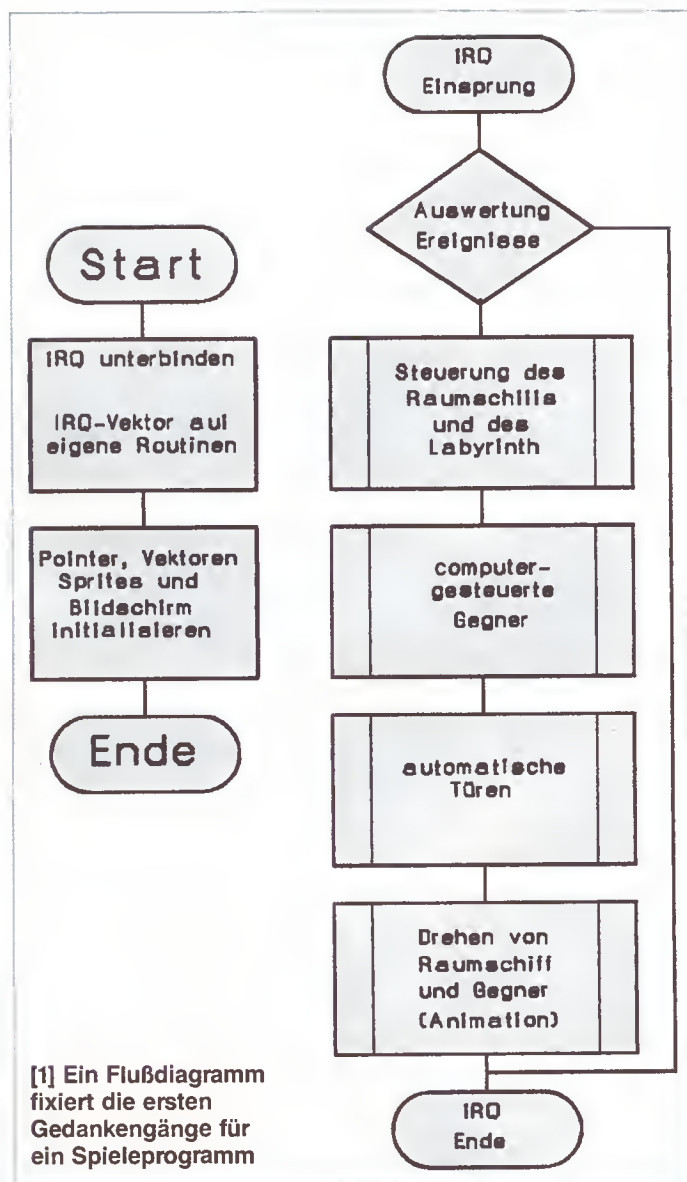 Start
IRQ unterbinden
IRQ-Vektor auf
eigene Routinen
Pointer, Vektoren
Sprites und
Bildschirm
initialisieren
Ende
IRQ
Einsprung
Auswertung
Ereignisse
Steuerung des
Raumschiffs
und des
Labyrinth
computer-
gesteuerte
Gegner
automatische
Türen
Drehen von
Raumschiff
und Gegner
(Animation)
IRQ
Ende
[1] Ein Flußdiagramm
fixiert die ersten
Gedankengänge für
ein Spieleprogramm